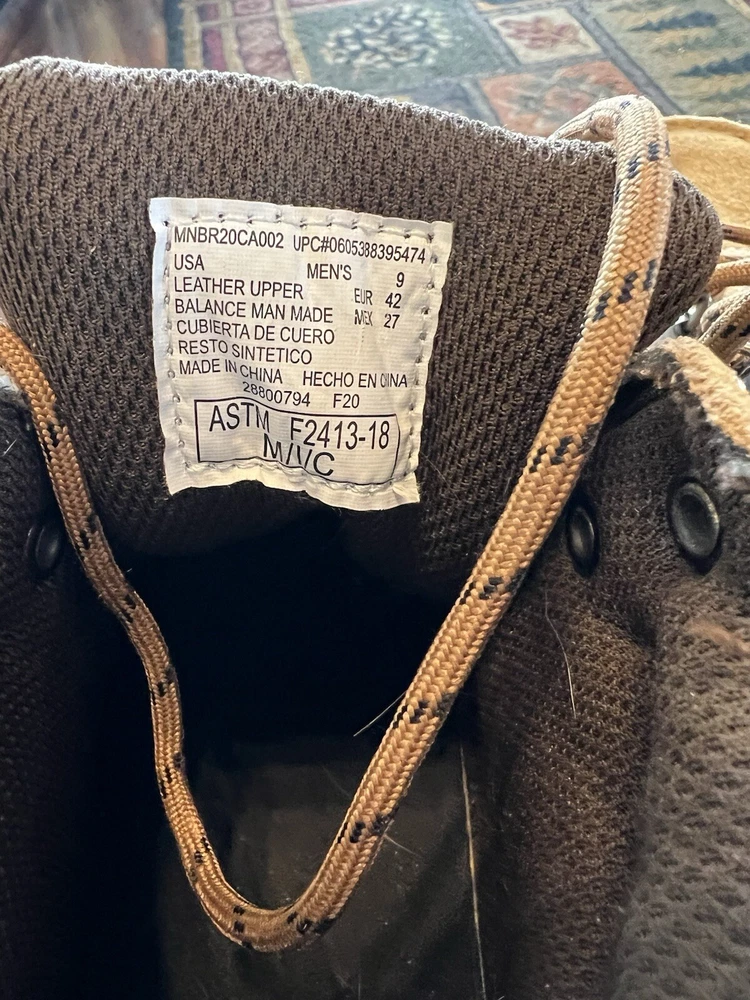 MNBR20CA002 UPC#0605388395474
USA MEN'S 9
LEATHER UPPER EUR 42
BALANCE MAN MADE MEX 27
CUBIERTA DE CUERO
RESTO SINTETICO
MADE IN CHINA HECHO EN CHINA
28800794 F20
ASTM F2413-18
M/I/C